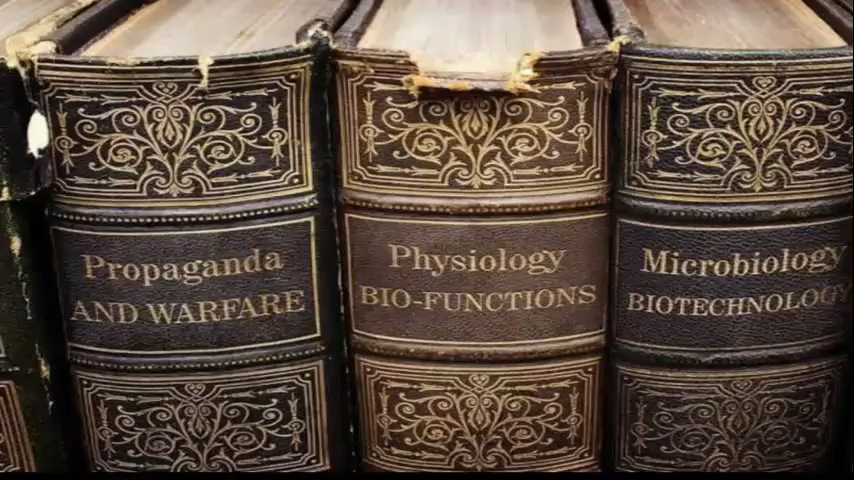 Propaganda
AND WARFARE
Physiology
BIO-FUNCTIONS
Microbiology
BIOTECHNOLOGY